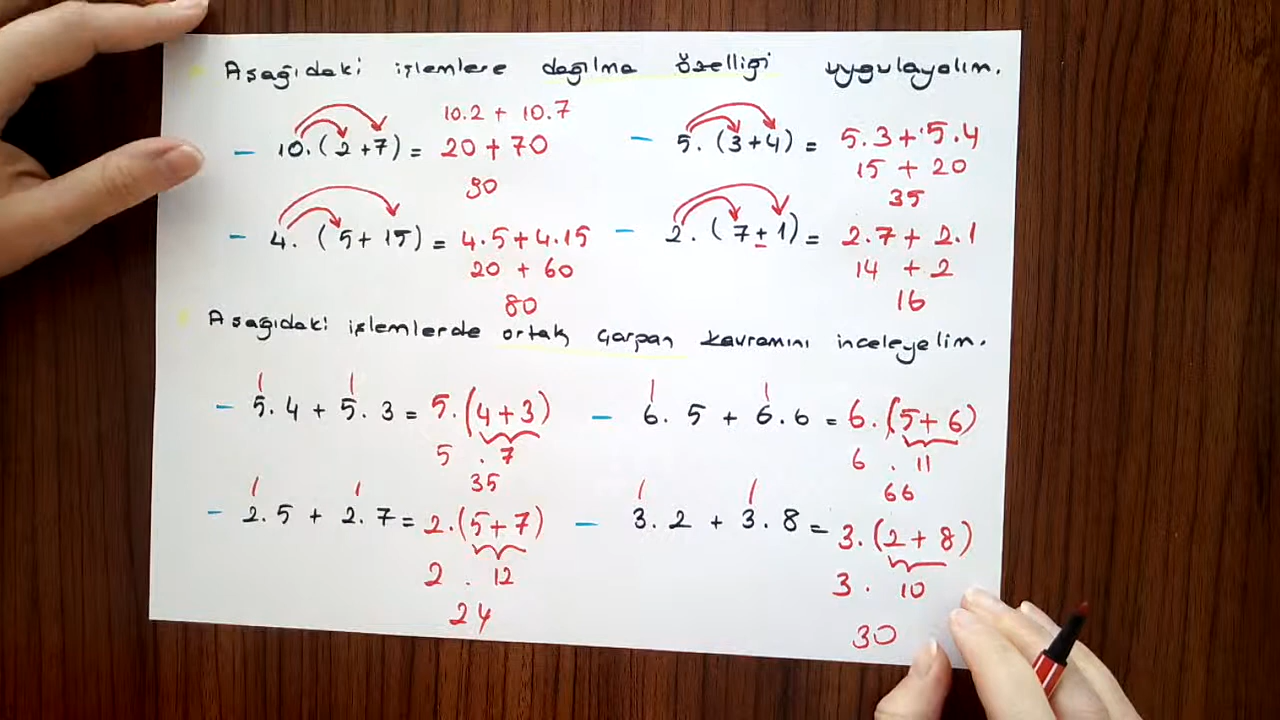 Aşağıdaki işlemlere dağılma özelliği uygulayalım.
10.2 + 10.7
- 10.(2+7) = 20 + 70
90
- 5.(3+4) = 5.3 + 5.4
15 + 20
35
- 4.(5+15) = 4.5+4.15
20 + 60
80
- 2.(7+1) = 2.7 + 2.1
14 + 2
16
Aşağıdaki işlemlerde ortak çarpan kavramını inceleyelim.
- 5.4 + 5.3 = 5.(4+3)
5 . 7
35
- 6.5 + 6.6 = 6.(5+6)
6 . 11
66
- 2.5 + 2.7 = 2.(5+7)
2 . 12
24
- 3.2 + 3.8 = 3.(2+8)
3 . 10
30